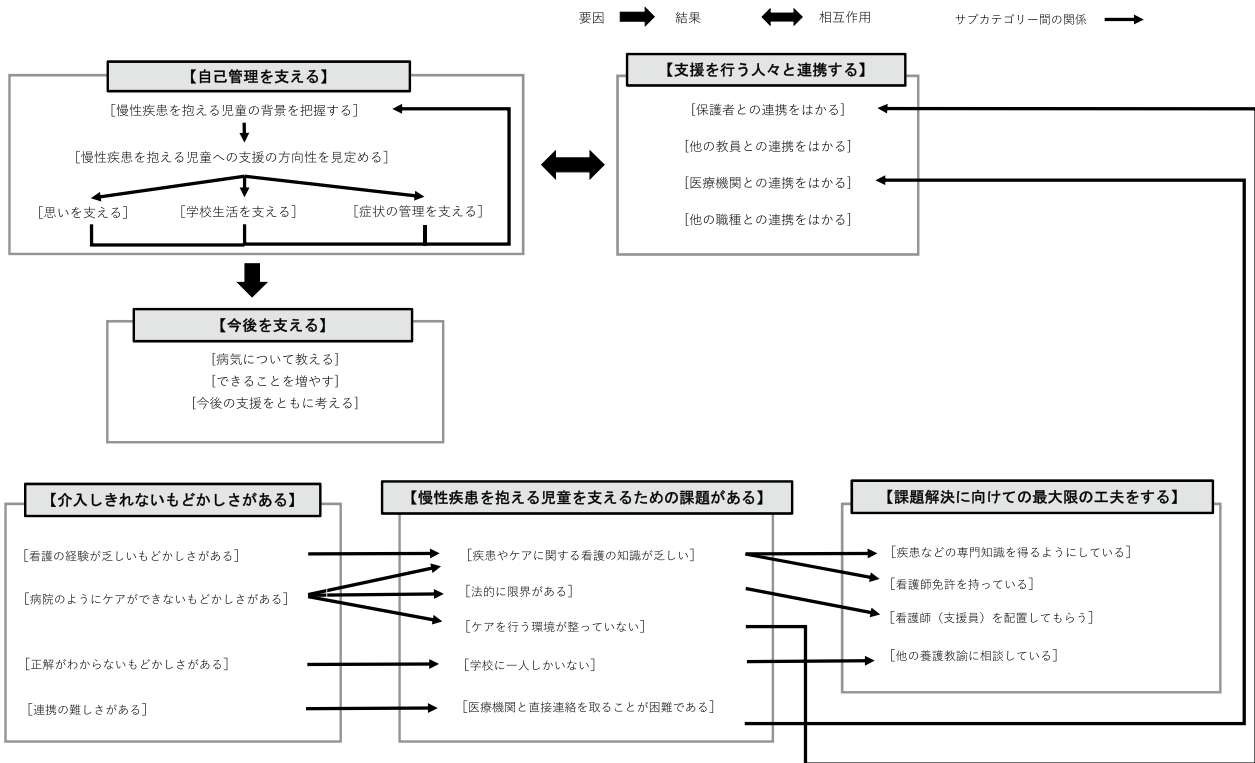 要因 結果 相互作用 サブカテゴリー間の関係
【自己管理を支える】
[慢性疾患を抱える児童の背景を把握する]
[慢性疾患を抱える児童への支援の方向性を見定める]
[思いを支える] [学校生活を支える] [症状の管理を支える]
【支援を行う人々と連携する】
[保護者との連携をはかる]
[他の教員との連携をはかる]
[医療機関との連携をはかる]
[他の職種との連携をはかる]
【今後を支える】
[病気について教える]
[できることを増やす]
[今後の支援をともに考える]
【介入しきれないもどかしさがある】
[看護の経験が乏しいもどかしさがある]
[病院のようにケアができないもどかしさがある]
[正解がわからないもどかしさがある]
[連携の難しさがある]
【慢性疾患を抱える児童を支えるための課題がある】
[疾患やケアに関する看護の知識が乏しい]
[法的に限界がある]
[ケアを行う環境が整っていない]
[学校に一人しかいない]
[医療機関と直接連絡を取ることが困難である]
【課題解決に向けての最大限の工夫をする】
[疾患などの専門知識を得るようにしている]
[看護師免許を持っている]
[看護師（支援員）を配置してもらう]
[他の養護教諭に相談している]